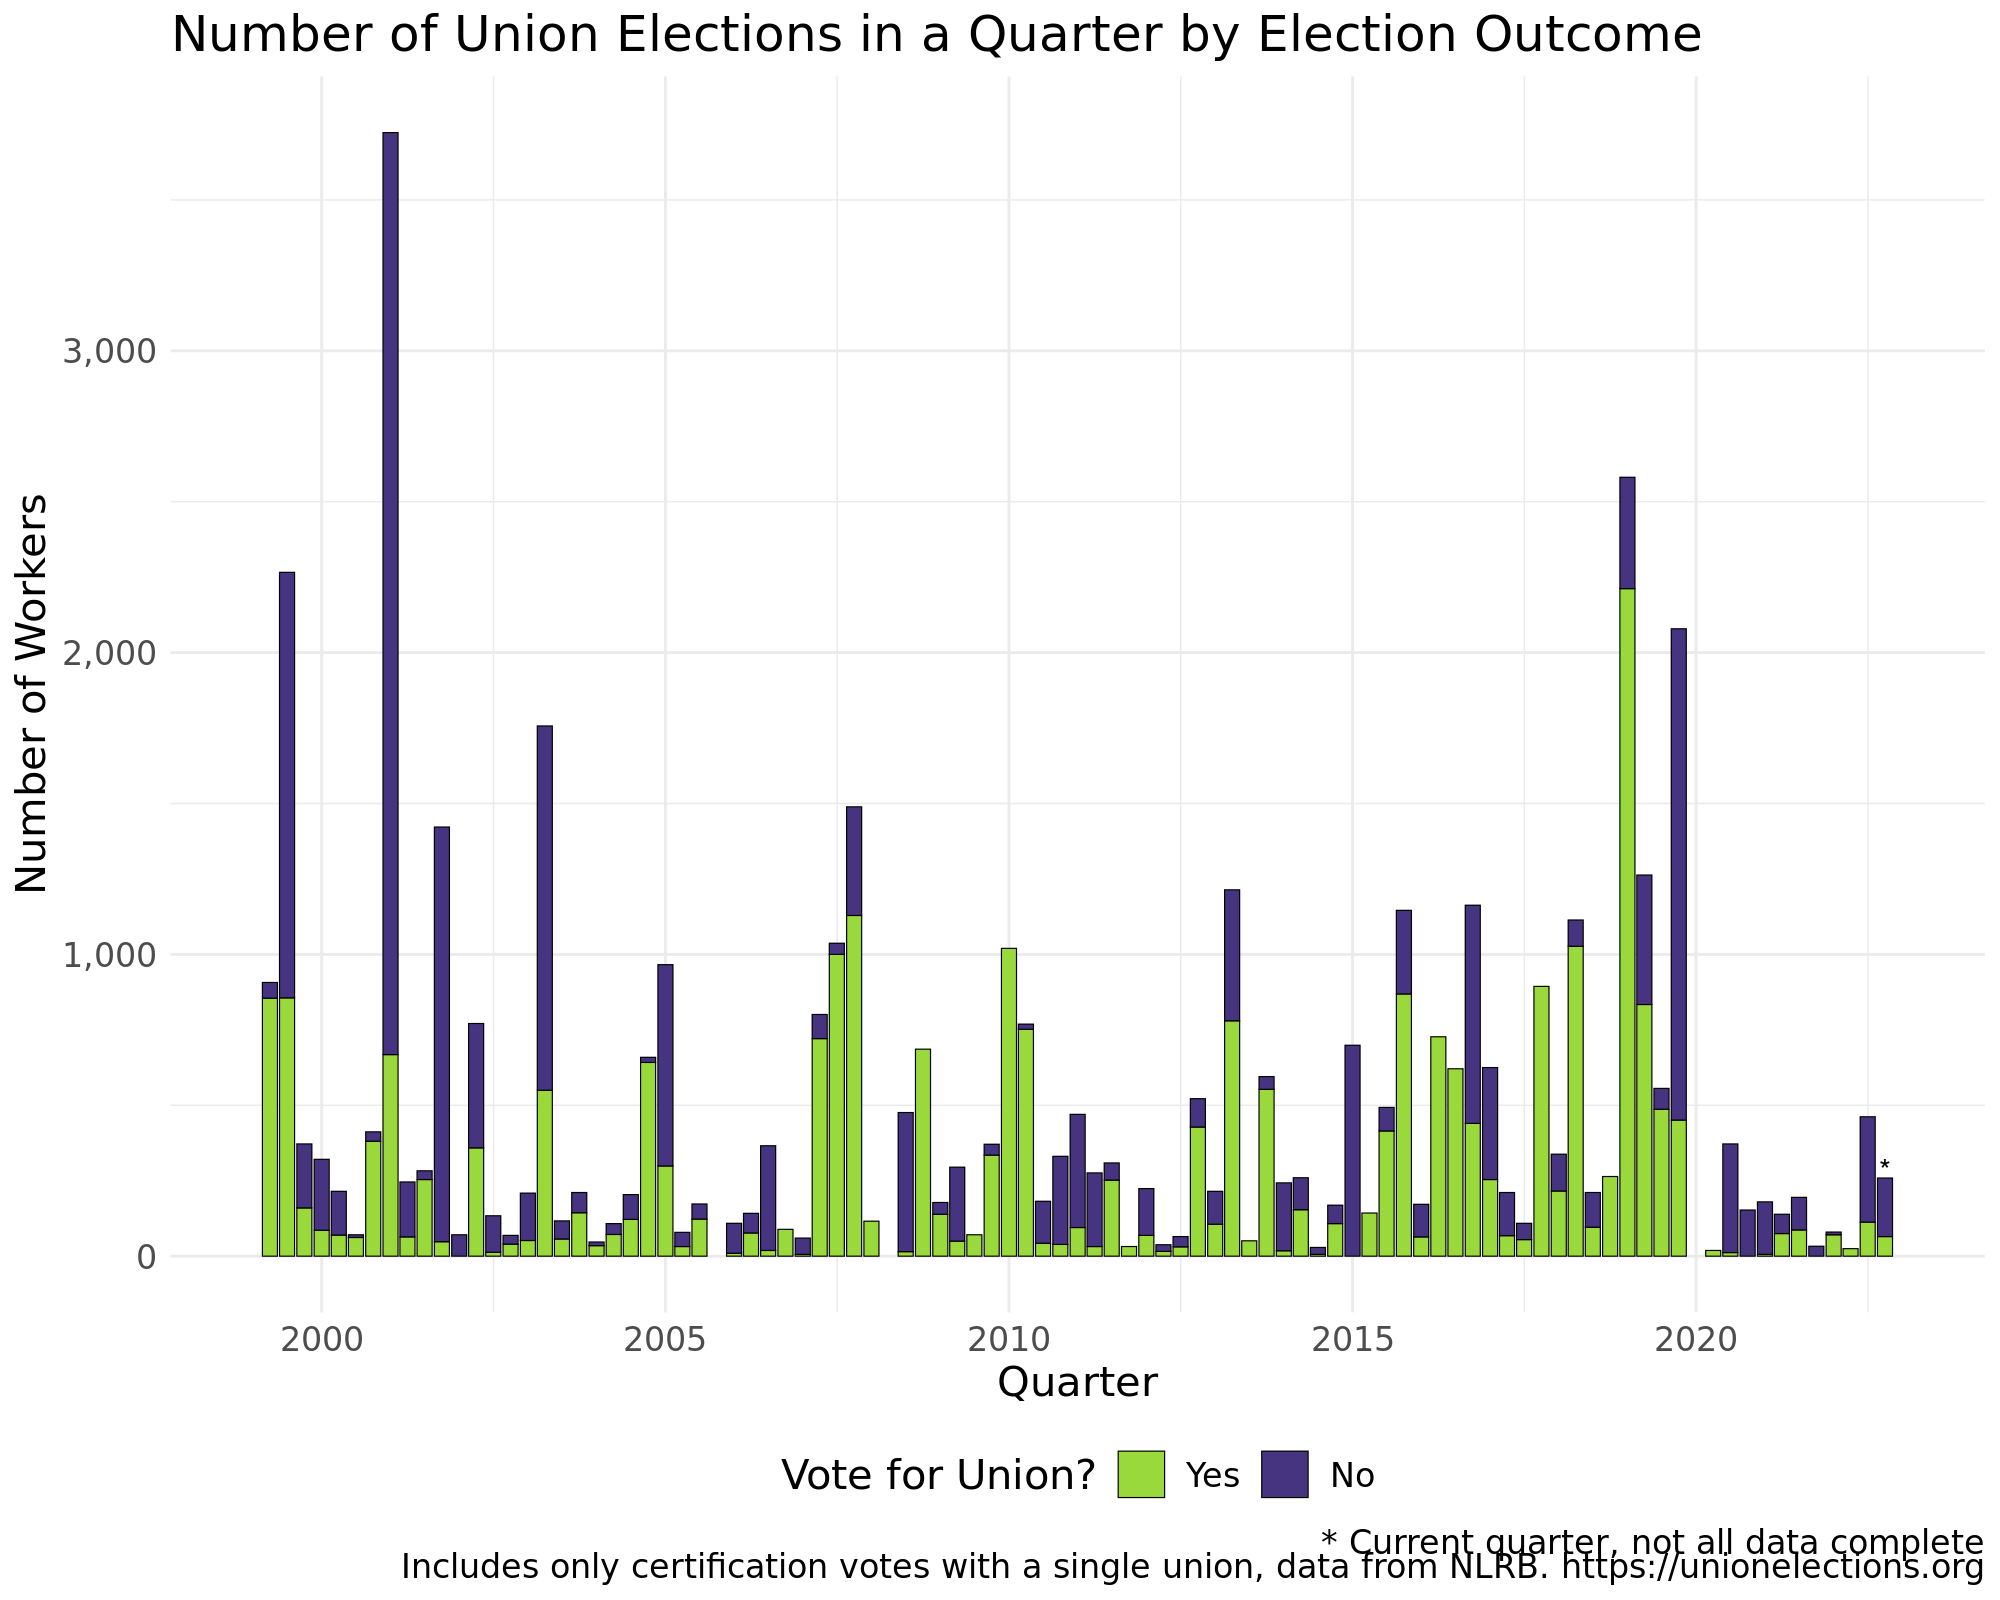 Number of Union Elections in a Quarter by Election Outcome
Number of Workers
3,000
2,000
1,000
0
2000 2005 2010 2015 2020
*
Quarter
Vote for Union? Yes No
* Current quarter, not all data complete
Includes only certification votes with a single union, data from NLRB. https://unionelections.org